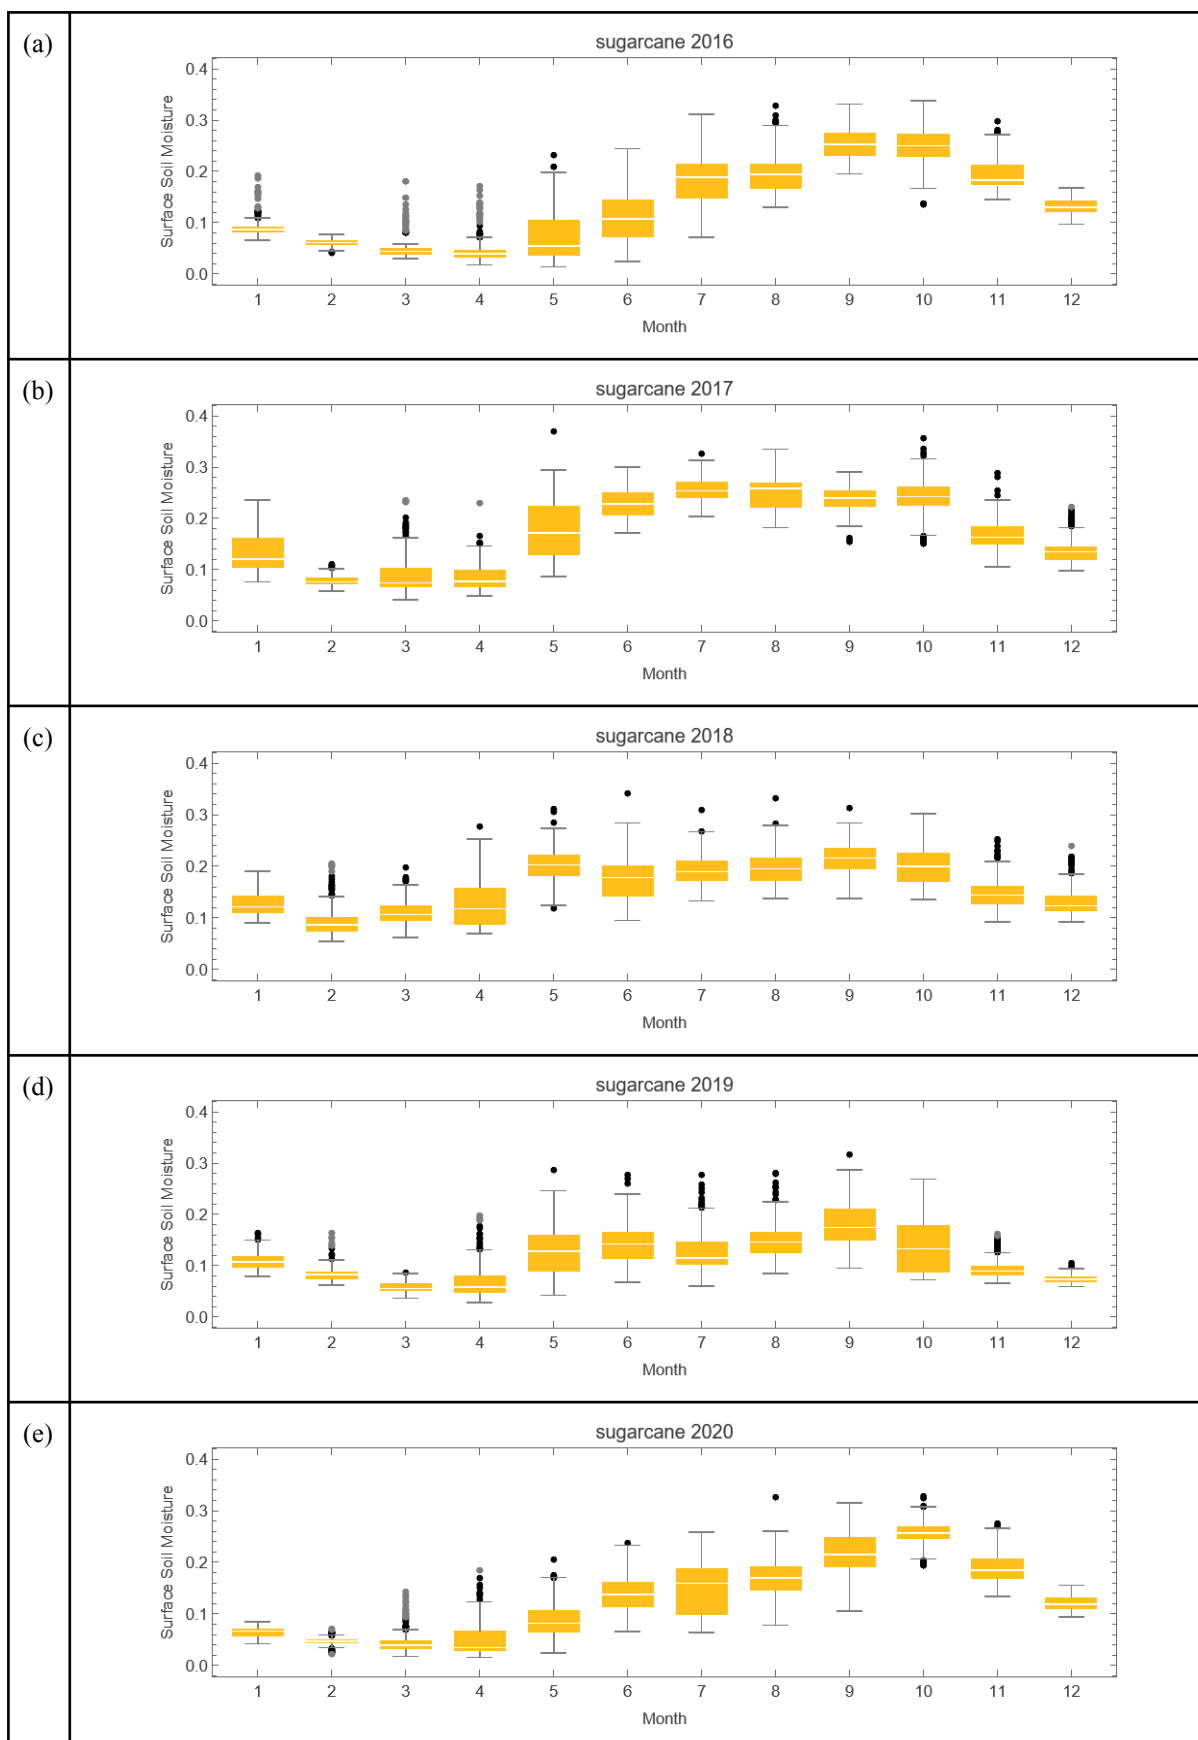 (a)
sugarcane 2016
Surface Soil Moisture
0.4
0.3
0.2
0.1
0.0
1 2 3 4 5 6 7 8 9 10 11 12
Month
(b)
sugarcane 2017
Surface Soil Moisture
0.4
0.3
0.2
0.1
0.0
1 2 3 4 5 6 7 8 9 10 11 12
Month
(c)
sugarcane 2018
Surface Soil Moisture
0.4
0.3
0.2
0.1
0.0
1 2 3 4 5 6 7 8 9 10 11 12
Month
(d)
sugarcane 2019
Surface Soil Moisture
0.4
0.3
0.2
0.1
0.0
1 2 3 4 5 6 7 8 9 10 11 12
Month
(e)
sugarcane 2020
Surface Soil Moisture
0.4
0.3
0.2
0.1
0.0
1 2 3 4 5 6 7 8 9 10 11 12
Month